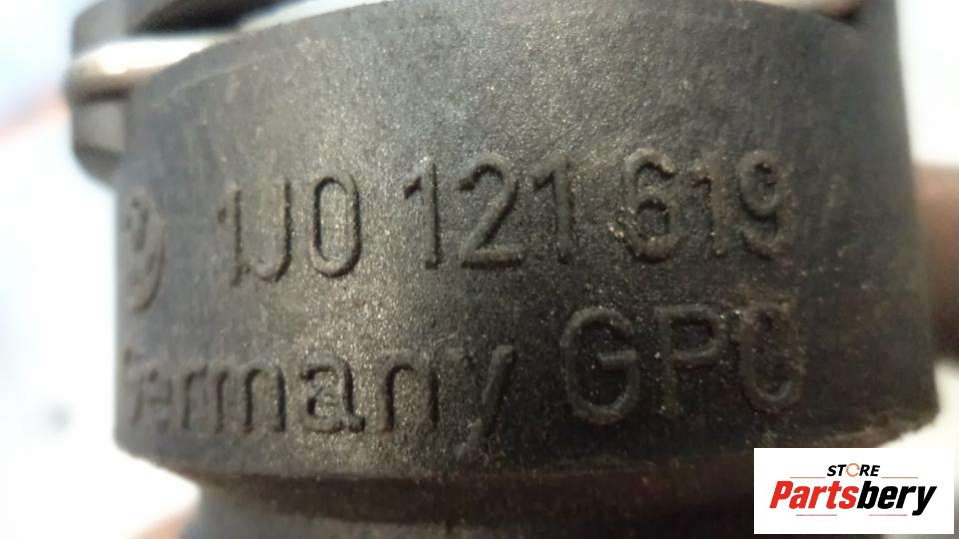 1J0 121 619
Germany GPO
STORE
Partsbery